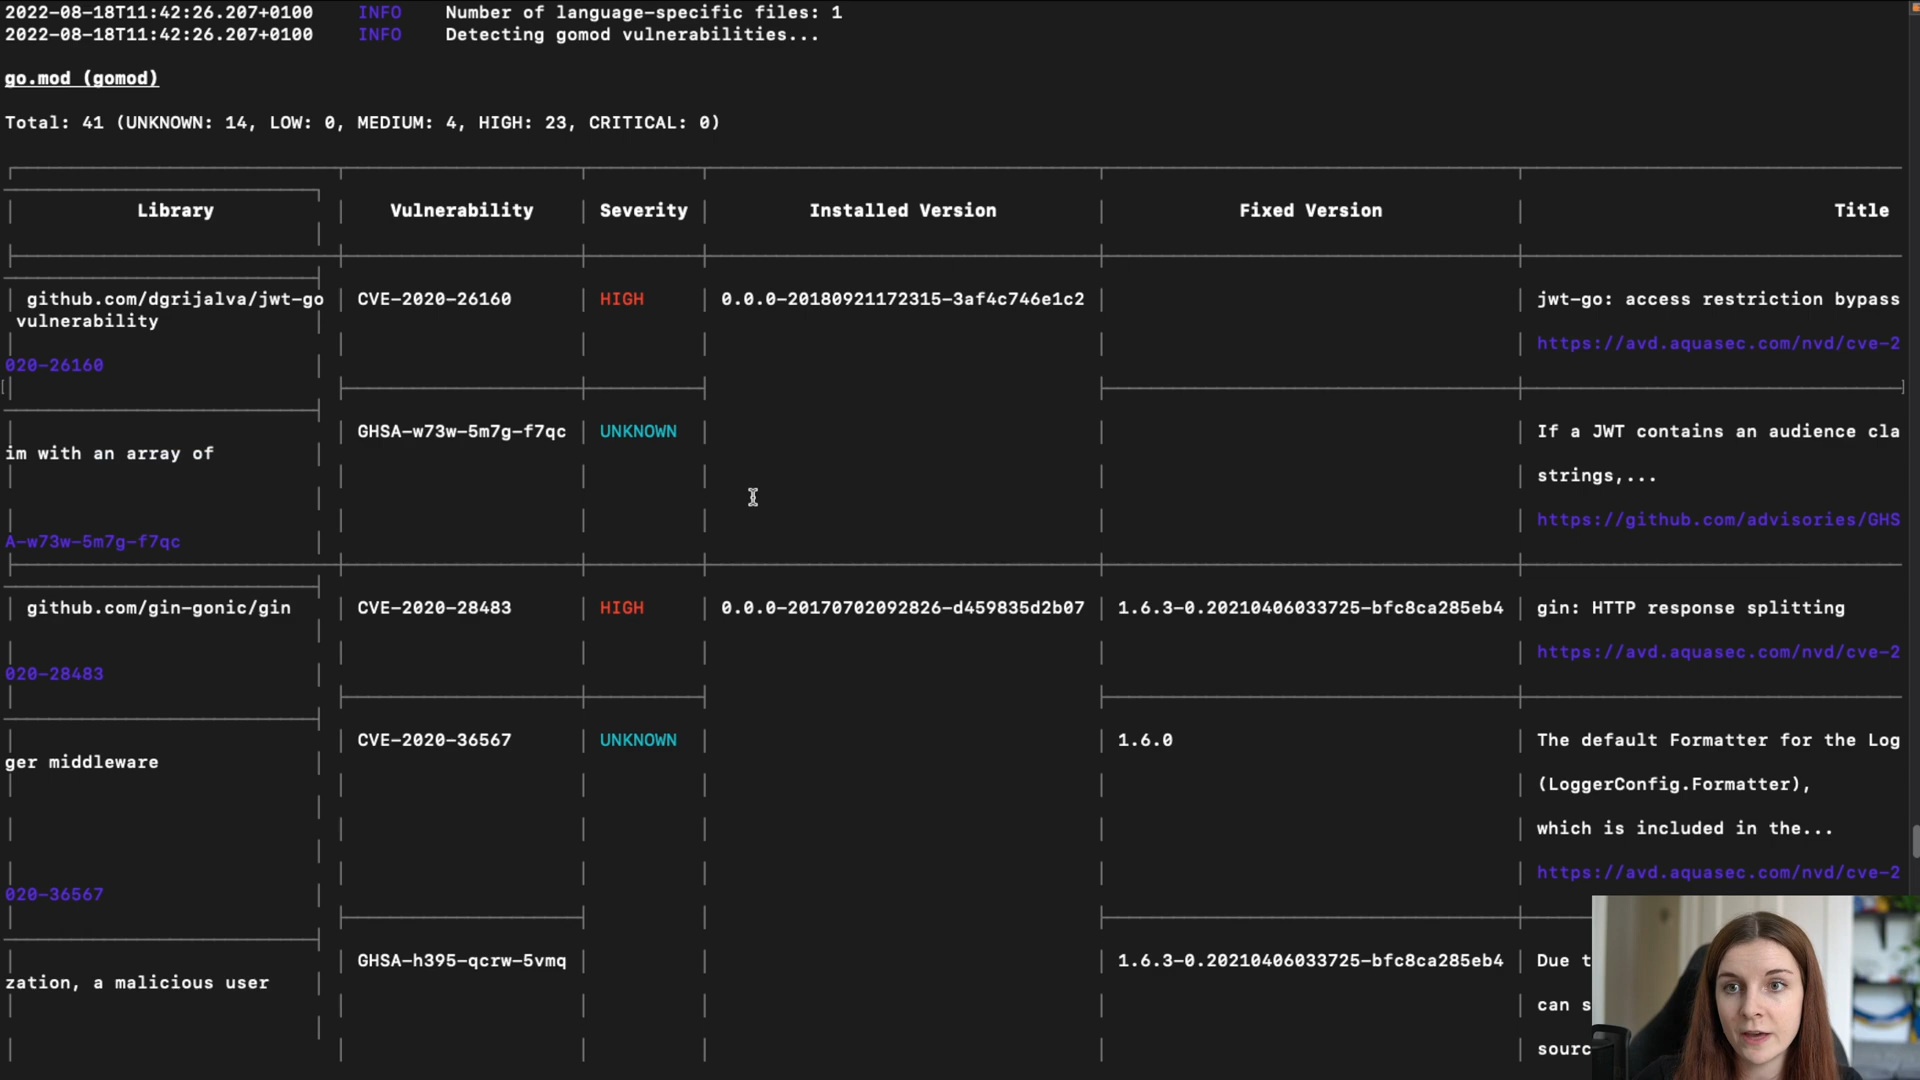 2022-08-18T11:42:26.207+0100 INFO Number of language-specific files: 1
2022-08-18T11:42:26.207+0100 INFO Detecting gomod vulnerabilities...
go.mod (gomod)
Total: 41 (UNKNOWN: 14, LOW: 0, MEDIUM: 4, HIGH: 23, CRITICAL: 0)
Library Vulnerability Severity Installed Version Fixed Version Title
github.com/dgrijalva/jwt-go CVE-2020-26160 HIGH 0.0.0-20180921172315-3af4c746e1c2 jwt-go: access restriction bypass
vulnerability
https://avd.aquasec.com/nvd/cve-2
020-26160
GHSA-w73w-5m7g-f7qc UNKNOWN If a JWT contains an audience cla
im with an array of
strings,...
https://github.com/advisories/GHS
A-w73w-5m7g-f7qc
github.com/gin-gonic/gin CVE-2020-28483 HIGH 0.0.0-20170702092826-d459835d2b07 1.6.3-0.20210406033725-bfc8ca285eb4 gin: HTTP response splitting
https://avd.aquasec.com/nvd/cve-2
020-28483
CVE-2020-36567 UNKNOWN 1.6.0 The default Formatter for the Log
ger middleware
(LoggerConfig.Formatter),
which is included in the...
https://avd.aquasec.com/nvd/cve-2
020-36567
GHSA-h395-qcrw-5vmq 1.6.3-0.20210406033725-bfc8ca285eb4 Due t
zation, a malicious user
can s
sourc